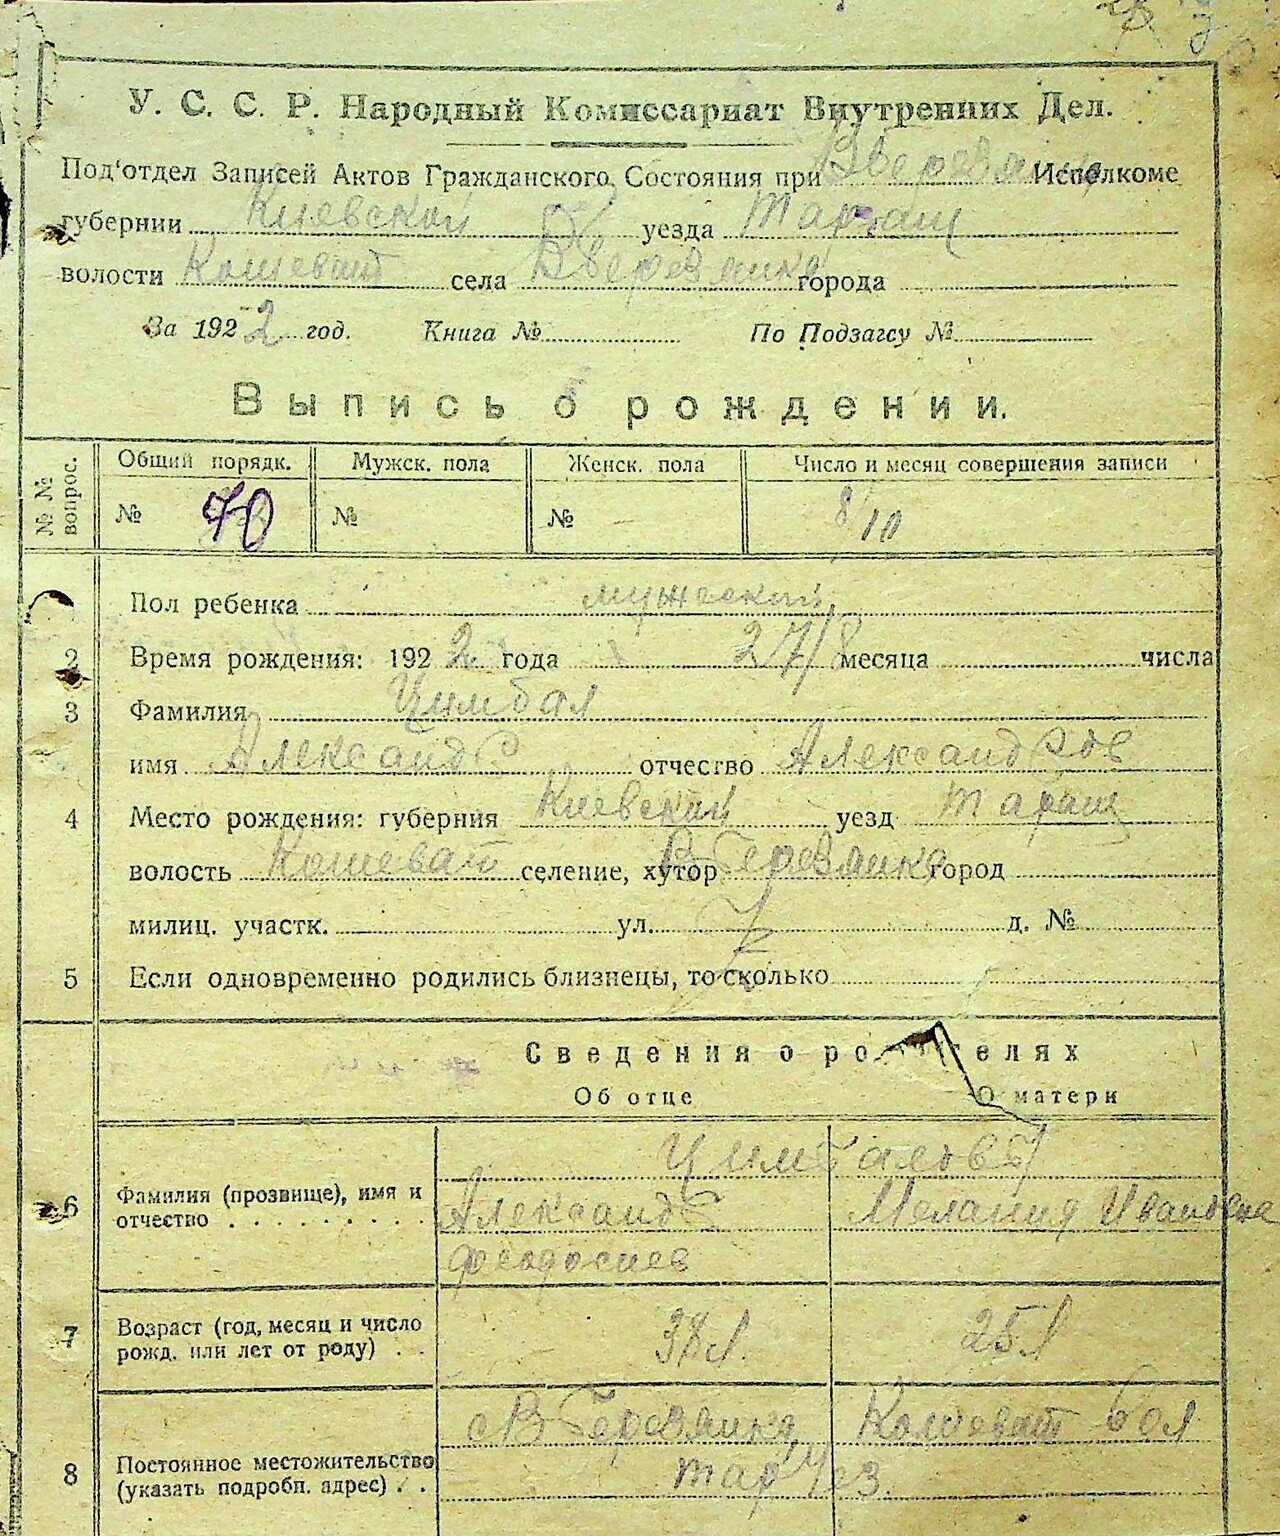 У. С. С. Р. Народный Комиссариат Внутренних Дел.
Под'отдел Записей Актов Гражданского Состояния при Вберезянко Исполкоме
губернии Киевской уезда Таращ
волости Кошеват села Вберезянка города
За 1922 год. Книга № По Подзагсу №
Выпись о рождении.
№№ вопрос. Общий порядк. Мужск. пола Женск. пола Число и месяц совершения записи
№ 70 № № 8/10
Пол ребенка мужеский
2 Время рождения: 1922 года 27/8 месяца числа
3 Фамилия Цимбал
имя Александр отчество Александров
4 Место рождения: губерния Киевской уезд Таращ
волость Кошеват селение, хутор ВБерезянка город
милиц. участк. ул. д. №
5 Если одновременно родились близнецы, то сколько
Сведения о родителях
Об отце О матери
Цимбаловы
6 Фамилия (прозвище), имя и Александр Мелания Ивановна
отчество Феодосиев
7 Возраст (год, месяц и число 38 л. 25 л
рожд. или лет от роду)
с ВБерезянка Кошеват вол
8 Постоянное местожительство Тар уез.
(указать подробн. адрес)